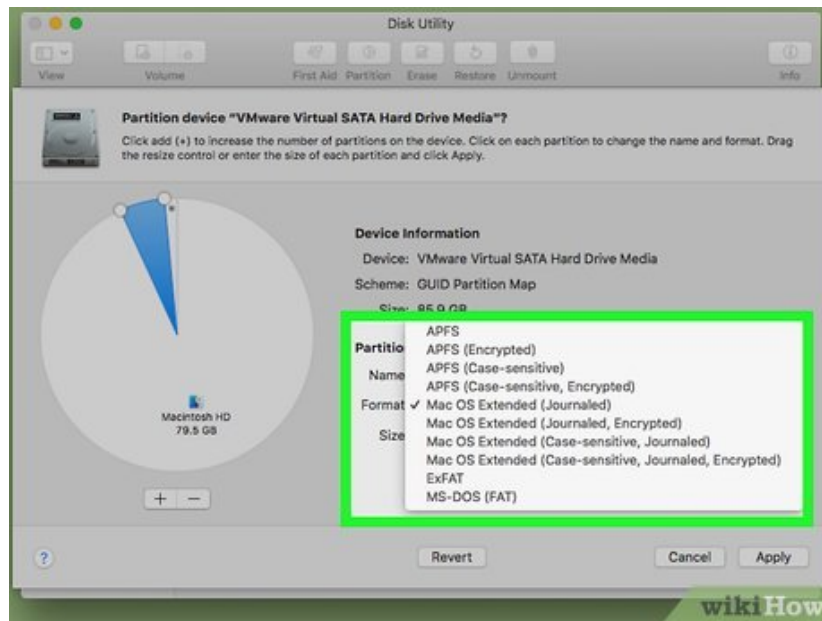 Disk Utility
View
Volume
First Aid
Partition
Erase
Restore
Unmount
Info
Partition device "VMware Virtual SATA Hard Drive Media"?
Click add (+) to increase the number of partitions on the device. Click on each partition to change the name and format. Drag
the resize control or enter the size of each partition and click Apply.
Device Information
Device: VMware Virtual SATA Hard Drive Media
Scheme: GUID Partition Map
Size: 85.9 GB
Partitio
Name
Format
Size
APFS
APFS (Encrypted)
APFS (Case-sensitive)
APFS (Case-sensitive, Encrypted)
✓ Mac OS Extended (Journaled)
Mac OS Extended (Journaled, Encrypted)
Mac OS Extended (Case-sensitive, Journaled)
Mac OS Extended (Case-sensitive, Journaled, Encrypted)
ExFAT
MS-DOS (FAT)
Macintosh HD
79.5 GB
+ −
?
Revert
Cancel
Apply
wikiHow